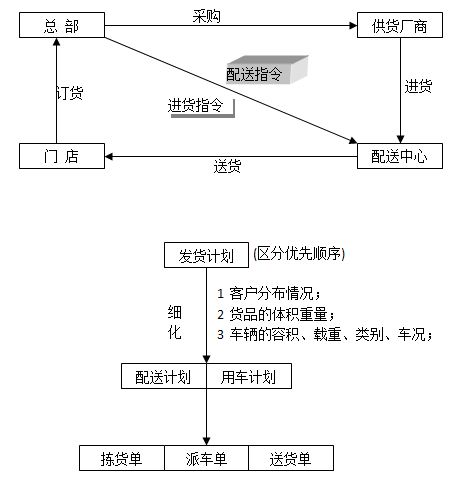 采购
总 部
供货厂商
配送指令
订货
进货
进货指令
门 店
配送中心
送货
发货计划
(区分优先顺序)
1 客户分布情况；
细
2 货品的体积重量；
化
3 车辆的容积、载重、类别、车况；
配送计划
用车计划
拣货单
派车单
送货单